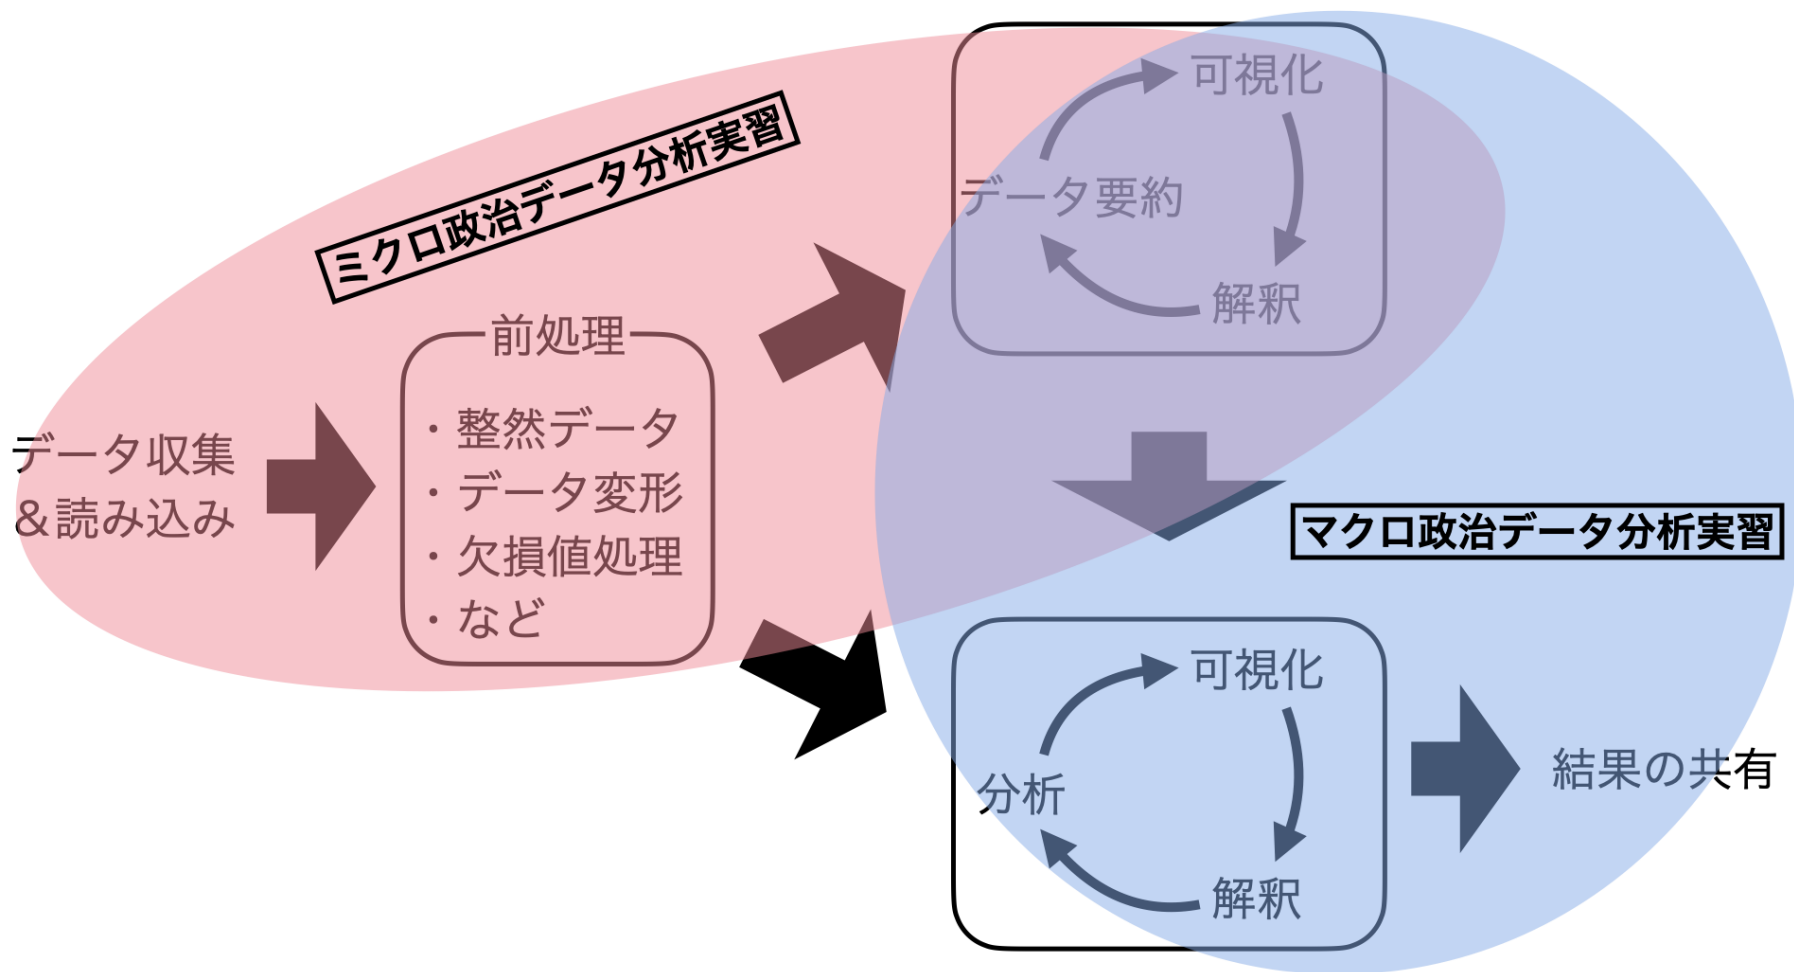 ミクロ政治データ分析実習
データ収集
＆読み込み
前処理
・整然データ
・データ変形
・欠損値処理
・など
可視化
データ要約
解釈
マクロ政治データ分析実習
可視化
分析
解釈
結果の共有